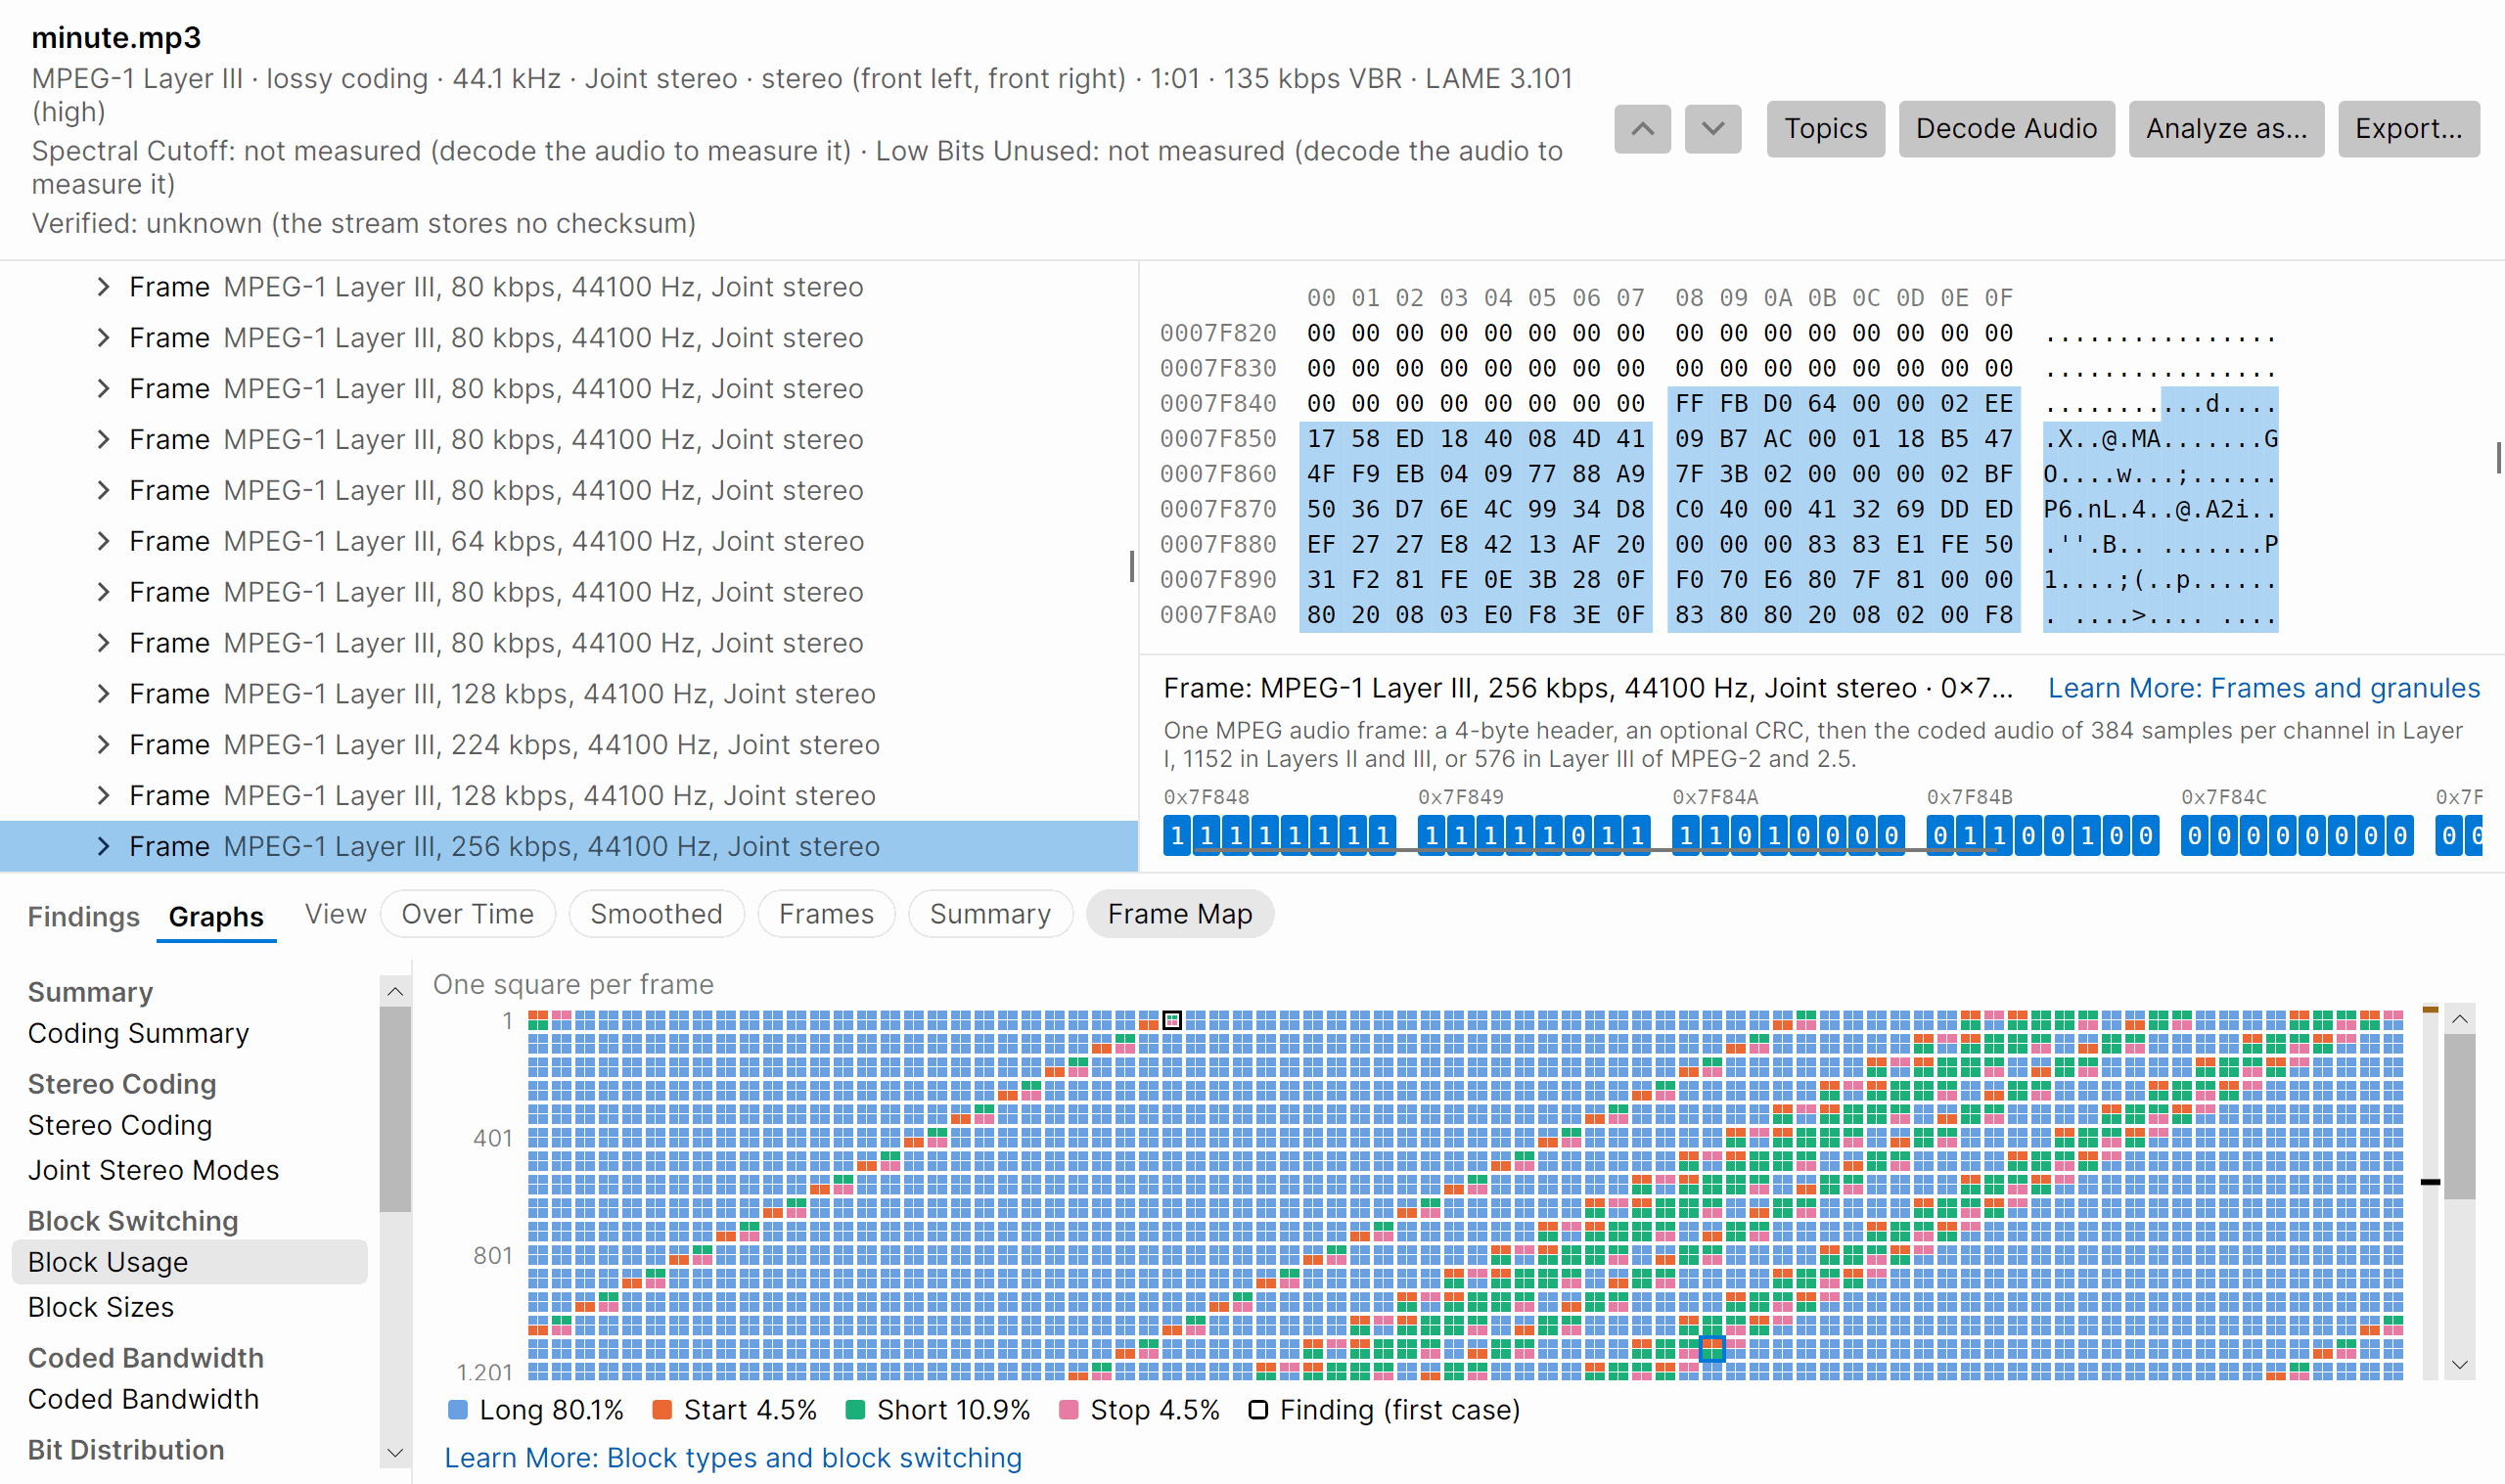 minute.mp3
MPEG-1 Layer III · lossy coding · 44.1 kHz · Joint stereo · stereo (front left, front right) · 1:01 · 135 kbps VBR · LAME 3.101
(high)
Spectral Cutoff: not measured (decode the audio to measure it) · Low Bits Unused: not measured (decode the audio to
measure it)
Verified: unknown (the stream stores no checksum)
Topics
Decode Audio
Analyze as...
Export...
Frame MPEG-1 Layer III, 80 kbps, 44100 Hz, Joint stereo
Frame MPEG-1 Layer III, 80 kbps, 44100 Hz, Joint stereo
Frame MPEG-1 Layer III, 80 kbps, 44100 Hz, Joint stereo
Frame MPEG-1 Layer III, 80 kbps, 44100 Hz, Joint stereo
Frame MPEG-1 Layer III, 80 kbps, 44100 Hz, Joint stereo
Frame MPEG-1 Layer III, 64 kbps, 44100 Hz, Joint stereo
Frame MPEG-1 Layer III, 80 kbps, 44100 Hz, Joint stereo
Frame MPEG-1 Layer III, 80 kbps, 44100 Hz, Joint stereo
Frame MPEG-1 Layer III, 128 kbps, 44100 Hz, Joint stereo
Frame MPEG-1 Layer III, 224 kbps, 44100 Hz, Joint stereo
Frame MPEG-1 Layer III, 128 kbps, 44100 Hz, Joint stereo
Frame MPEG-1 Layer III, 256 kbps, 44100 Hz, Joint stereo
00 01 02 03 04 05 06 07 08 09 0A 0B 0C 0D 0E 0F
0007F820 00 00 00 00 00 00 00 00 00 00 00 00 00 00 00 00 ................
0007F830 00 00 00 00 00 00 00 00 00 00 00 00 00 00 00 00 ................
0007F840 00 00 00 00 00 00 00 00 FF FB D0 64 00 00 02 EE ...........d....
0007F850 17 58 ED 18 40 08 4D 41 09 B7 AC 00 01 18 B5 47 .X..@.MA.......G
0007F860 4F F9 EB 04 09 77 88 A9 7F 3B 02 00 00 00 02 BF O....w...;......
0007F870 50 36 D7 6E 4C 99 34 D8 C0 40 00 41 32 69 DD ED P6.nL.4..@.A2i..
0007F880 EF 27 27 E8 42 13 AF 20 00 00 00 83 83 E1 FE 50 .''.B.. .......P
0007F890 31 F2 81 FE 0E 3B 28 0F F0 70 E6 80 7F 81 00 00 1....;(..p......
0007F8A0 80 20 08 03 E0 F8 3E 0F 83 80 80 20 08 02 00 F8 . ....>.... ....
Frame: MPEG-1 Layer III, 256 kbps, 44100 Hz, Joint stereo · 0×7...
Learn More: Frames and granules
One MPEG audio frame: a 4-byte header, an optional CRC, then the coded audio of 384 samples per channel in Layer
I, 1152 in Layers II and III, or 576 in Layer III of MPEG-2 and 2.5.
0x7F848 0x7F849 0x7F84A 0x7F84B 0x7F84C 0x7F
1 1 1 1 1 1 1 1 1 1 1 1 1 0 1 1 1 1 0 1 0 0 0 0 0 1 1 0 0 1 0 0 0 0 0 0 0 0 0 0 0 0
Findings
Graphs
View
Over Time
Smoothed
Frames
Summary
Frame Map
Summary
Coding Summary
Stereo Coding
Stereo Coding
Joint Stereo Modes
Block Switching
Block Usage
Block Sizes
Coded Bandwidth
Coded Bandwidth
Bit Distribution
One square per frame
1
401
801
1,201
Long 80.1% Start 4.5% Short 10.9% Stop 4.5% Finding (first case)
Learn More: Block types and block switching